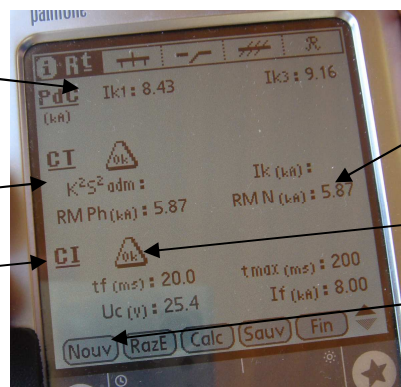 palmOne
i Rt R
PdC Ik1: 8.43 Ik3: 9.16
(kA)
CT Ok
K²S² adm: Ik (kA):
RM Ph (kA): 5.87 RM N (kA): 5.87
CI Ok
tf (ms): 20.0 tmax (ms): 200
Uc (v): 25.4 If (kA): 8.00
Nouv RazE Calc Sauv Fin